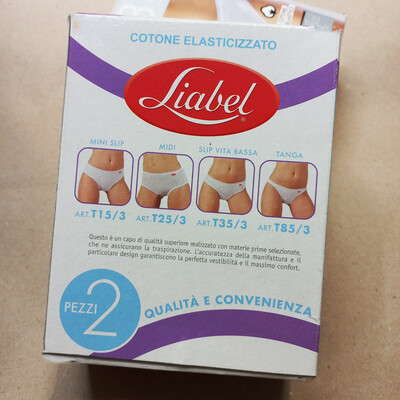 COTONE ELASTICIZZATO
Liabel
MINI SLIP MIDI SLIP VITA BASSA TANGA
ART.T15/3 ART.T25/3 ART.T35/3 ART.T85/3
Questo è un capo di qualità superiore realizzato con materie prime selezionate,
che ne assicurano la traspirazione. L'accuratezza della manifattura e il
particolare design garantiscono la perfetta vestibilità e il massimo confort.
PEZZI 2
QUALITÀ E CONVENIENZA